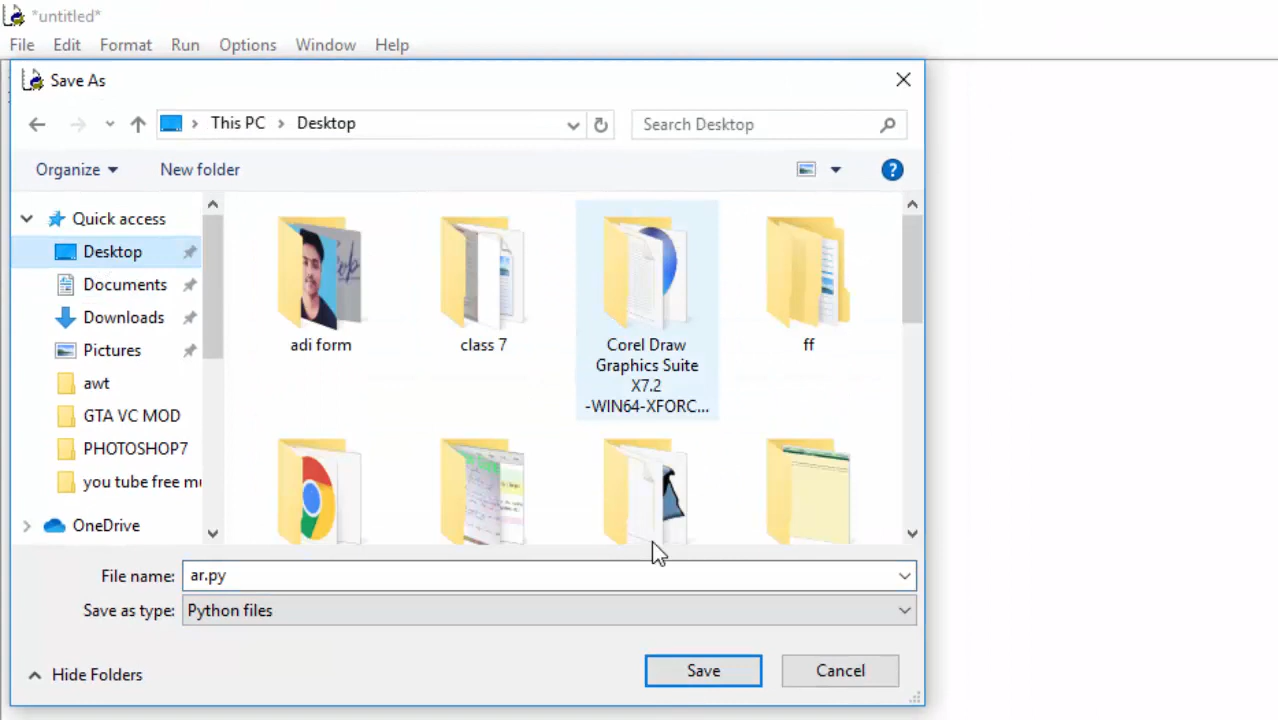 *untitled*
File Edit Format Run Options Window Help
Save As
This PC Desktop
Search Desktop
Organize New folder
Quick access
Desktop
Documents
Downloads
Pictures
awt
GTA VC MOD
PHOTOSHOP7
you tube free mu
OneDrive
adi form
class 7
Corel Draw
Graphics Suite
X7.2
-WIN64-XFORC...
ff
File name: ar.py
Save as type: Python files
Hide Folders
Save
Cancel